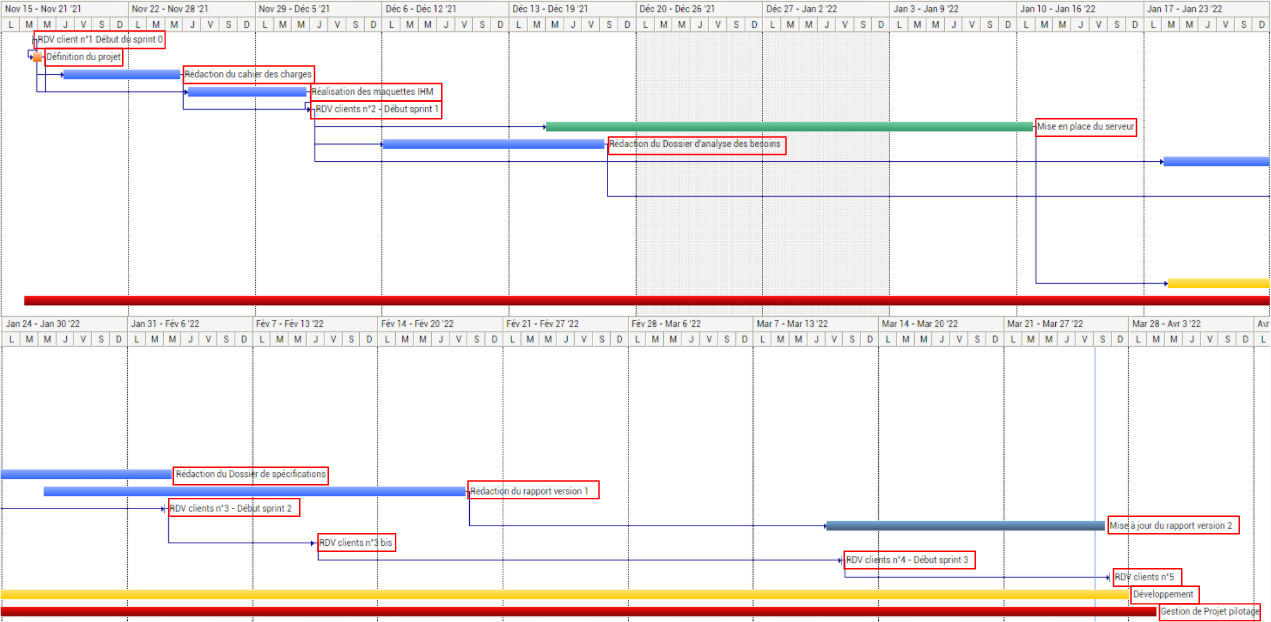 Nov 15 - Nov 21 '21 Nov 22 - Nov 28 '21 Nov 29 - Déc 5 '21 Déc 6 - Déc 12 '21 Déc 13 - Déc 19 '21 Déc 20 - Déc 26 '21 Déc 27 - Jan 2 '22 Jan 3 - Jan 9 '22 Jan 10 - Jan 16 '22 Jan 17 - Jan 23 '22
L M M J V S D L M M J V S D L M M J V S D L M M J V S D L M M J V S D L M M J V S D L M M J V S D L M M J V S D L M M J V S D L M M J V S D
RDV client n°1 Début du sprint 0
Définition du projet
Rédaction du cahier des charges
Réalisation des maquettes IHM
RDV clients n°2 - Début sprint 1
Mise en place du serveur
Rédaction du Dossier d'analyse des besoins
Jan 24 - Jan 30 '22 Jan 31 - Fév 6 '22 Fév 7 - Fév 13 '22 Fév 14 - Fév 20 '22 Fév 21 - Fév 27 '22 Fév 28 - Mar 6 '22 Mar 7 - Mar 13 '22 Mar 14 - Mar 20 '22 Mar 21 - Mar 27 '22 Mar 28 - Avr 3 '22 Avr
L M M J V S D L M M J V S D L M M J V S D L M M J V S D L M M J V S D L M M J V S D L M M J V S D L M M J V S D L M M J V S D L M M J V S D L
Rédaction du Dossier de spécifications
Rédaction du rapport version 1
RDV clients n°3 - Début sprint 2
Mise à jour du rapport version 2
RDV clients n°3 bis
RDV clients n°4 - Début sprint 3
RDV clients n°5
Développement
Gestion de Projet pilotage